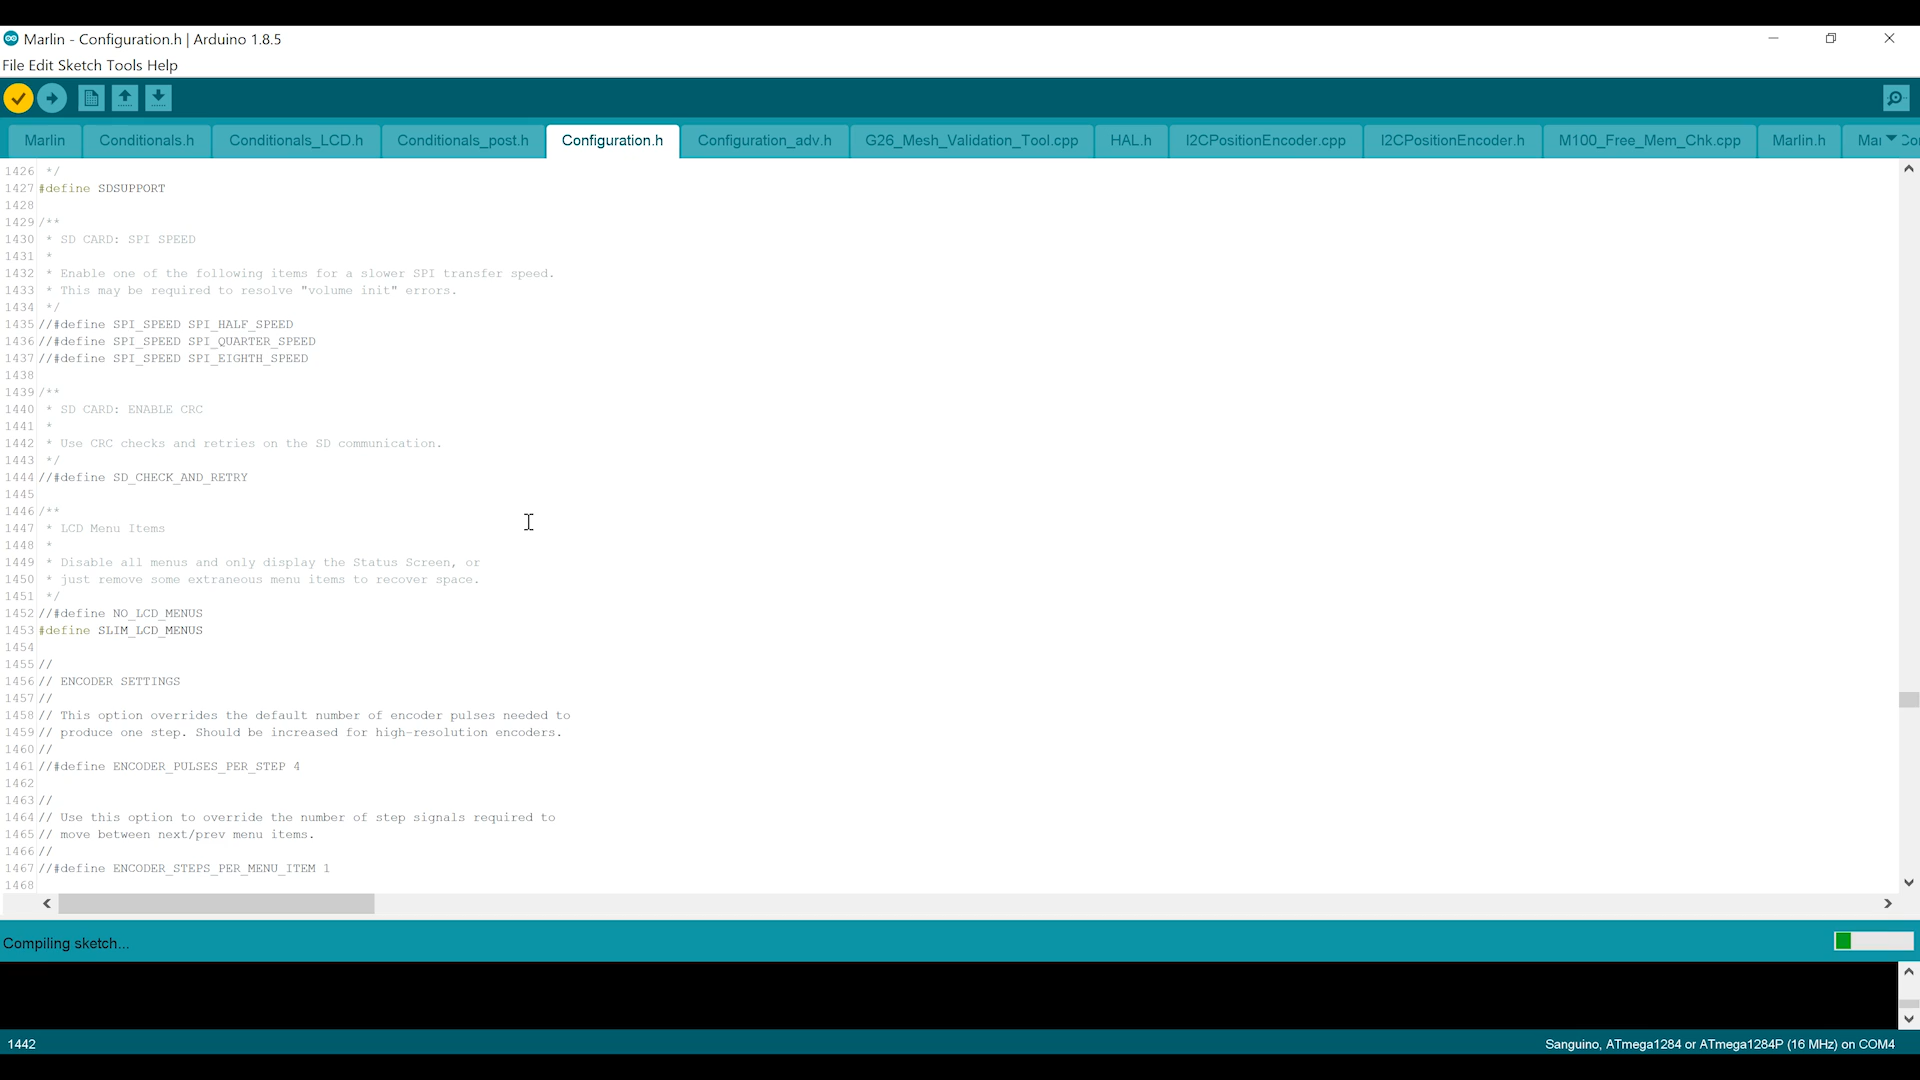 Marlin - Configuration.h | Arduino 1.8.5
File Edit Sketch Tools Help
Marlin Conditionals.h Conditionals_LCD.h Conditionals_post.h Configuration.h Configuration_adv.h G26_Mesh_Validation_Tool.cpp HAL.h I2CPositionEncoder.cpp I2CPositionEncoder.h M100_Free_Mem_Chk.cpp Marlin.h
1426 */
1427 #define SDSUPPORT
1428
1429 /**
1430 * SD CARD: SPI SPEED
1431 *
1432 * Enable one of the following items for a slower SPI transfer speed.
1433 * This may be required to resolve "volume init" errors.
1434 */
1435 //#define SPI_SPEED SPI_HALF_SPEED
1436 //#define SPI_SPEED SPI_QUARTER_SPEED
1437 //#define SPI_SPEED SPI_EIGHTH_SPEED
1438
1439 /**
1440 * SD CARD: ENABLE CRC
1441 *
1442 * Use CRC checks and retries on the SD communication.
1443 */
1444 //#define SD_CHECK_AND_RETRY
1445
1446 /**
1447 * LCD Menu Items
1448 *
1449 * Disable all menus and only display the Status Screen, or
1450 * just remove some extraneous menu items to recover space.
1451 */
1452 //#define NO_LCD_MENUS
1453 #define SLIM_LCD_MENUS
1454
1455 //
1456 // ENCODER SETTINGS
1457 //
1458 // This option overrides the default number of encoder pulses needed to
1459 // produce one step. Should be increased for high-resolution encoders.
1460 //
1461 //#define ENCODER_PULSES_PER_STEP 4
1462
1463 //
1464 // Use this option to override the number of step signals required to
1465 // move between next/prev menu items.
1466 //
1467 //#define ENCODER_STEPS_PER_MENU_ITEM 1
1468
Compiling sketch...
1442 Sanguino, ATmega1284 or ATmega1284P (16 MHz) on COM4